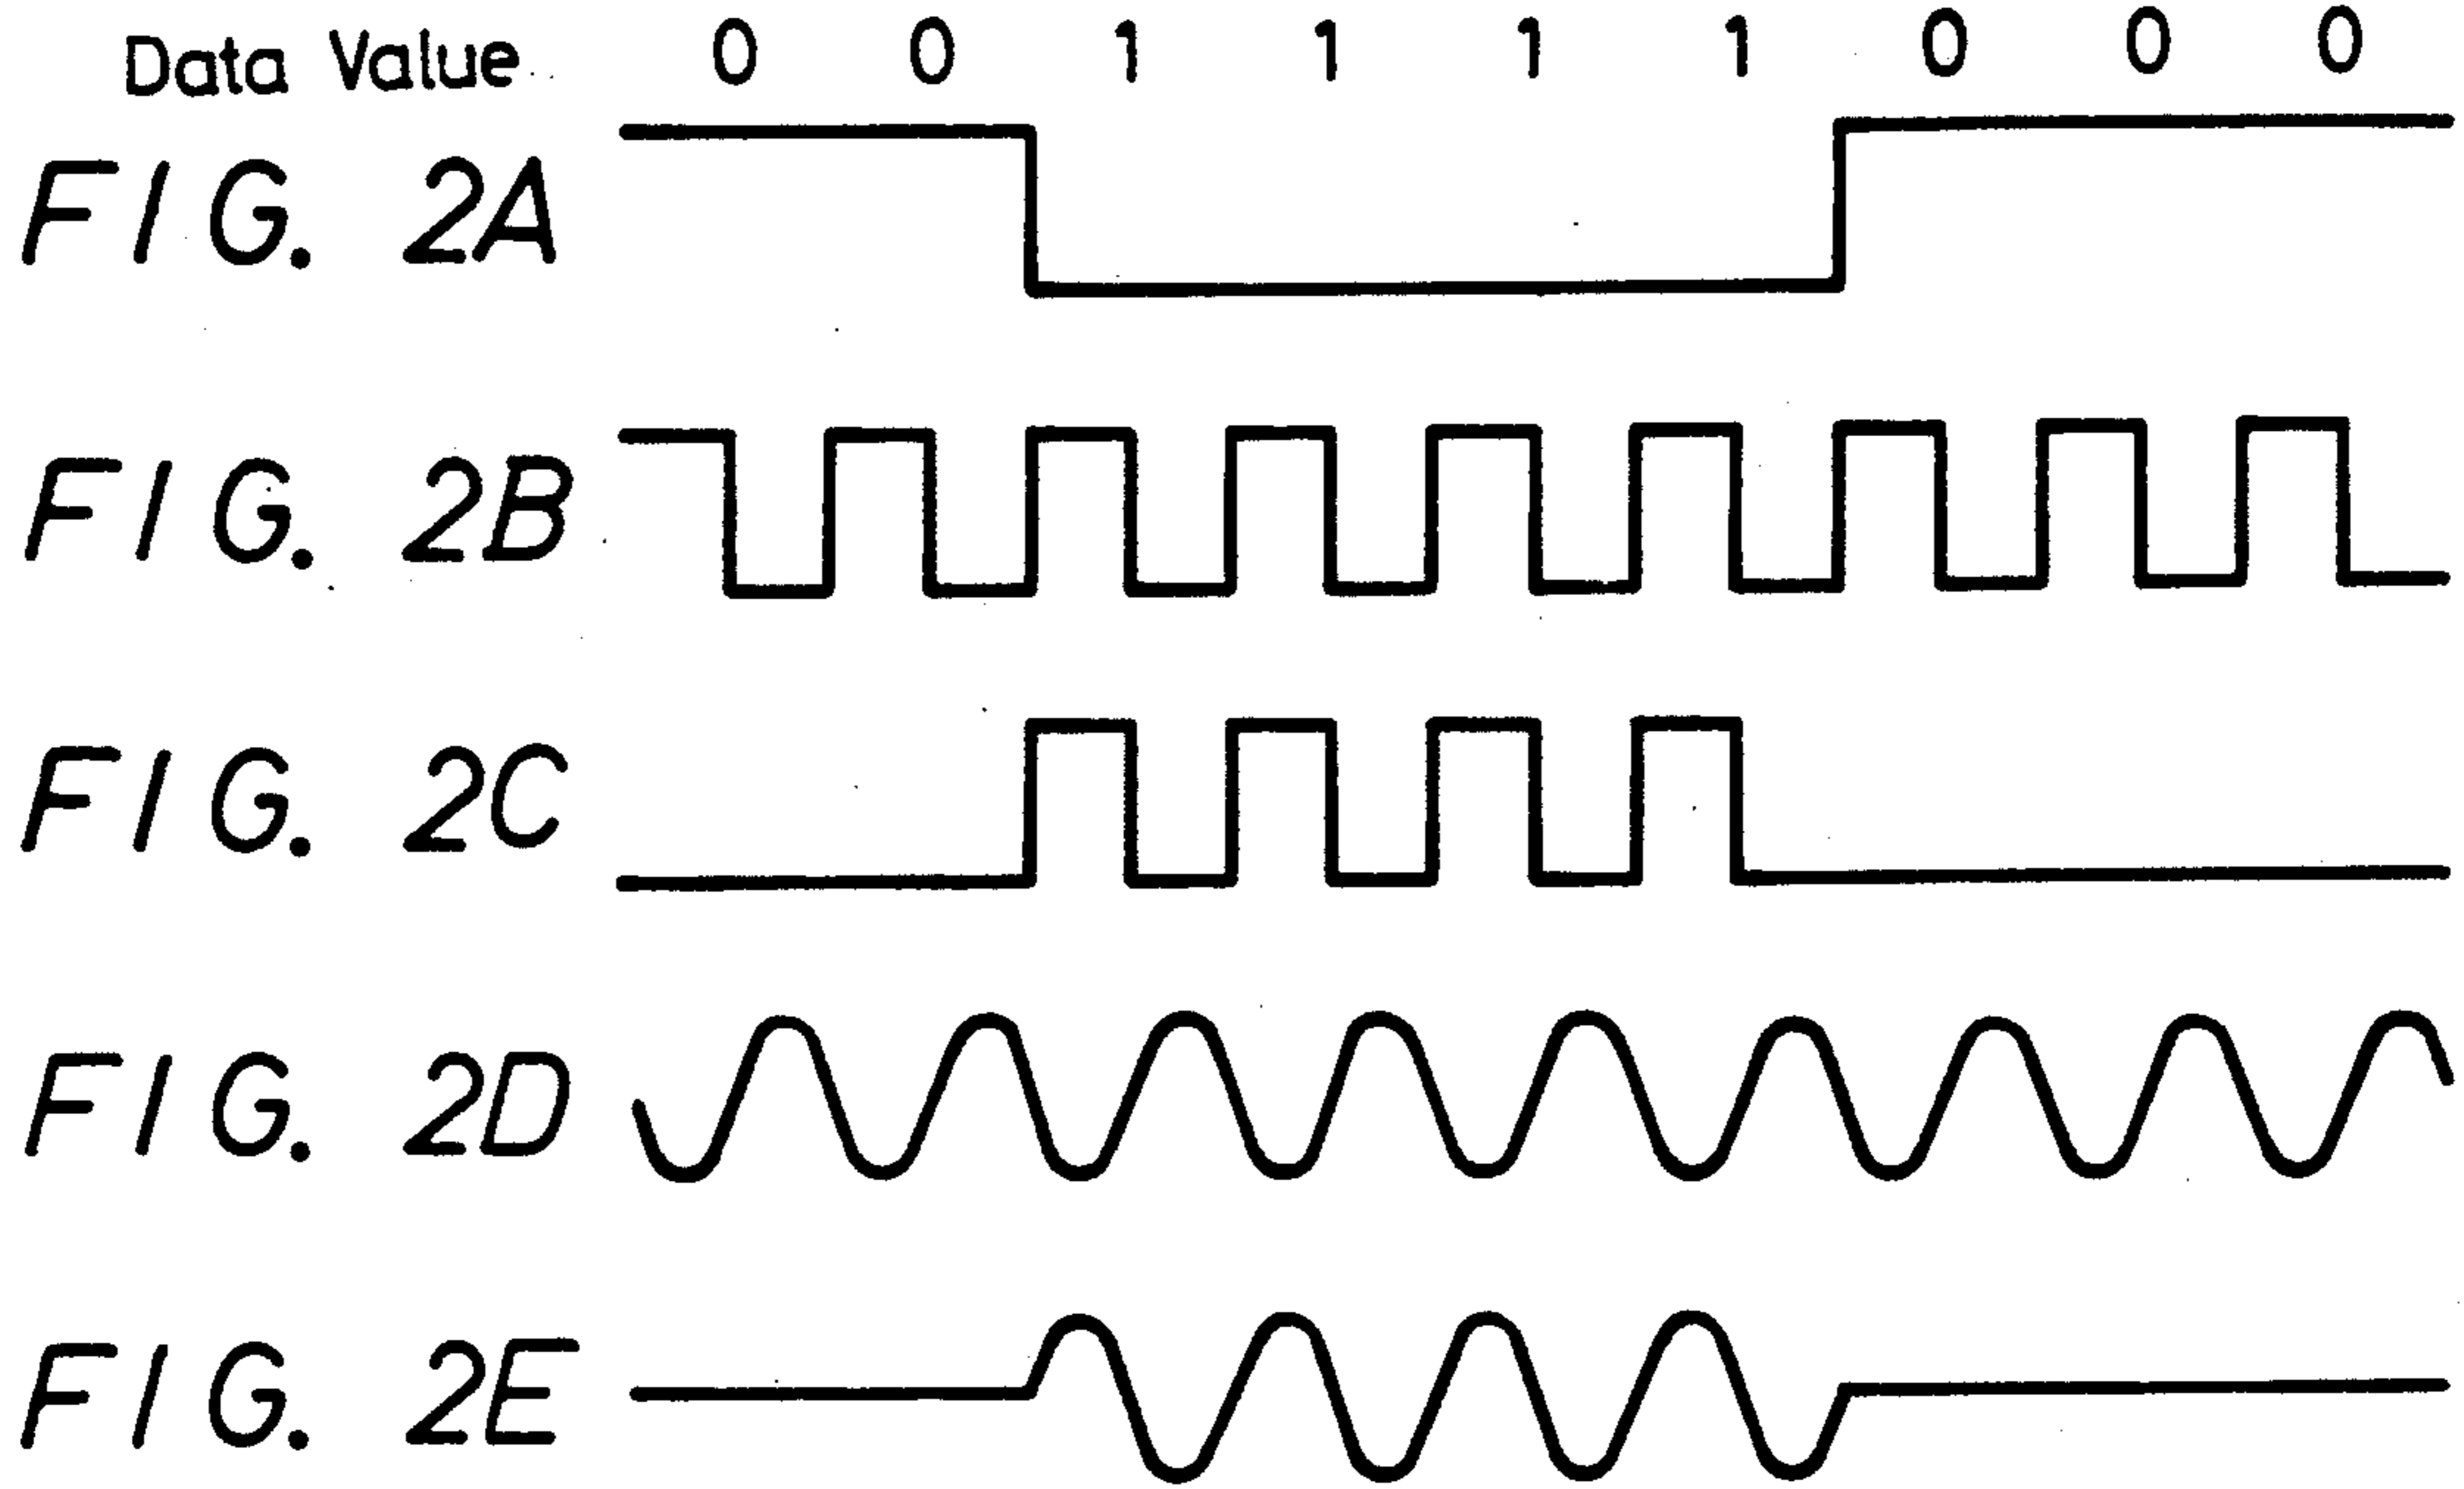 Data Value 0 0 1 1 1 1 0 0 0
FIG. 2A
FIG. 2B
FIG. 2C
FIG. 2D
FIG. 2E